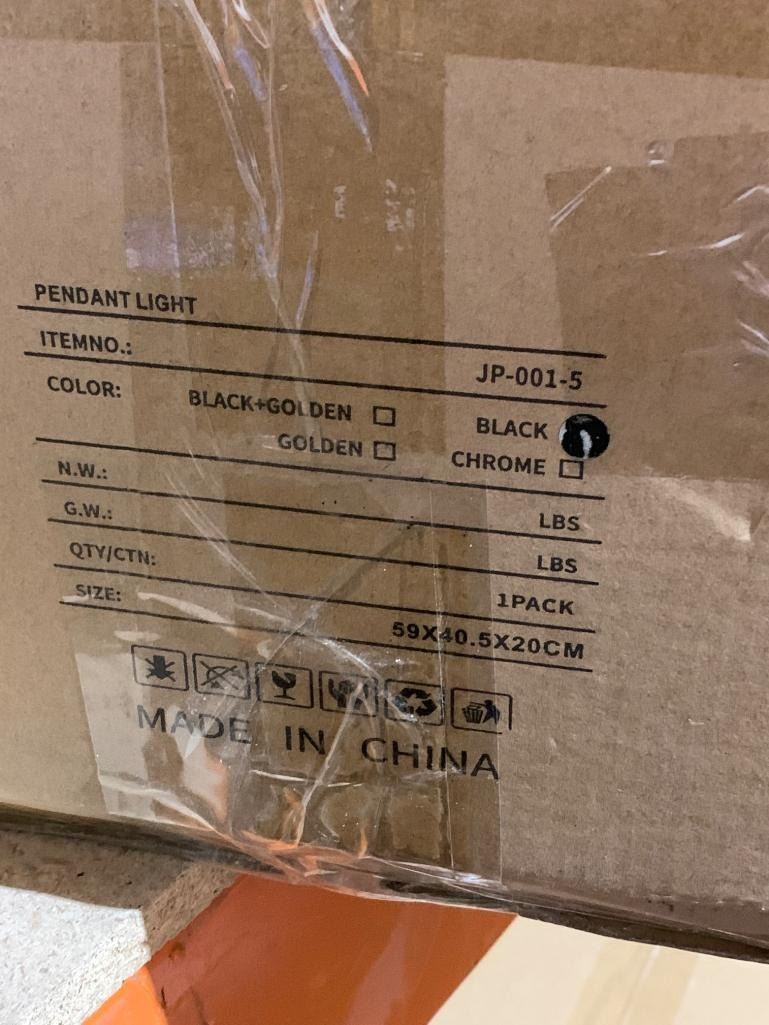 PENDANT LIGHT
ITEMNO.: JP-001-5
COLOR: BLACK+GOLDEN BLACK
GOLDEN CHROME
N.W.: LBS
G.W.: LBS
QTY/CTN: 1PACK
SIZE: 59X40.5X20CM
MADE IN CHINA